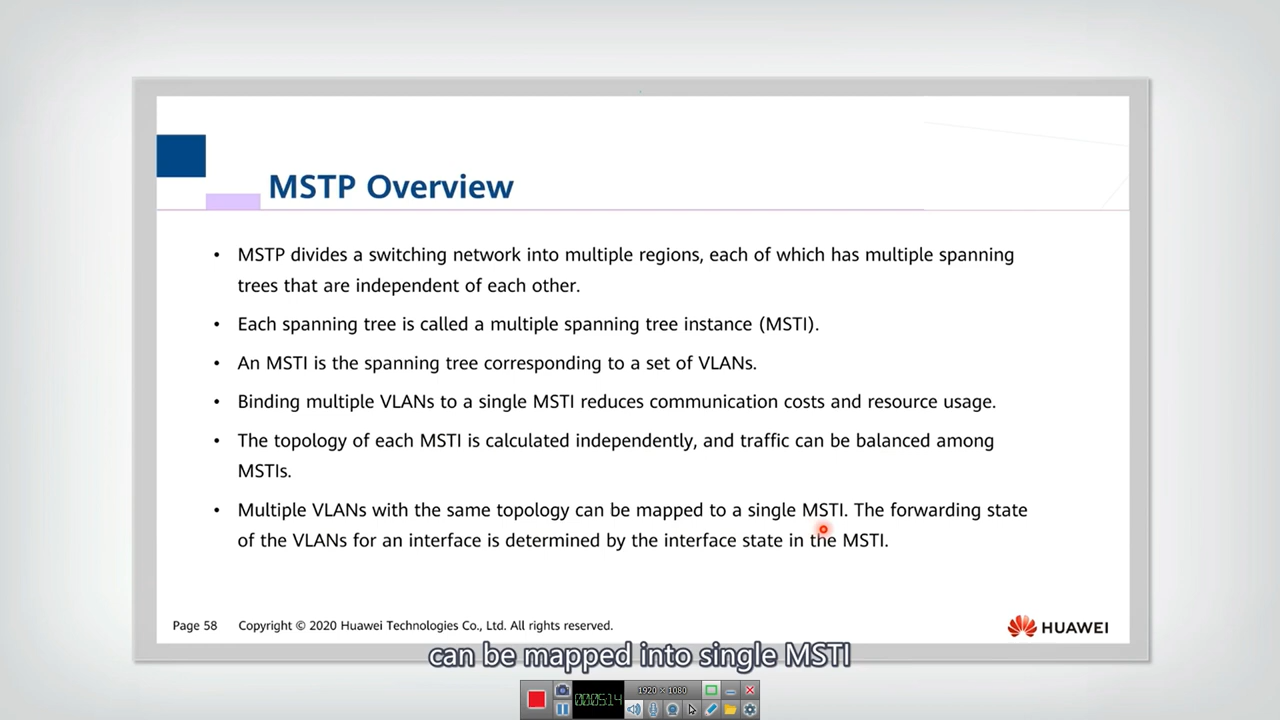 MSTP Overview
• MSTP divides a switching network into multiple regions, each of which has multiple spanning
trees that are independent of each other.
• Each spanning tree is called a multiple spanning tree instance (MSTI).
• An MSTI is the spanning tree corresponding to a set of VLANs.
• Binding multiple VLANs to a single MSTI reduces communication costs and resource usage.
• The topology of each MSTI is calculated independently, and traffic can be balanced among
MSTIs.
• Multiple VLANs with the same topology can be mapped to a single MSTI. The forwarding state
of the VLANs for an interface is determined by the interface state in the MSTI.
Page 58 Copyright © 2020 Huawei Technologies Co., Ltd. All rights reserved.
HUAWEI
can be mapped into single MSTI
1920 × 1080
000:05:14